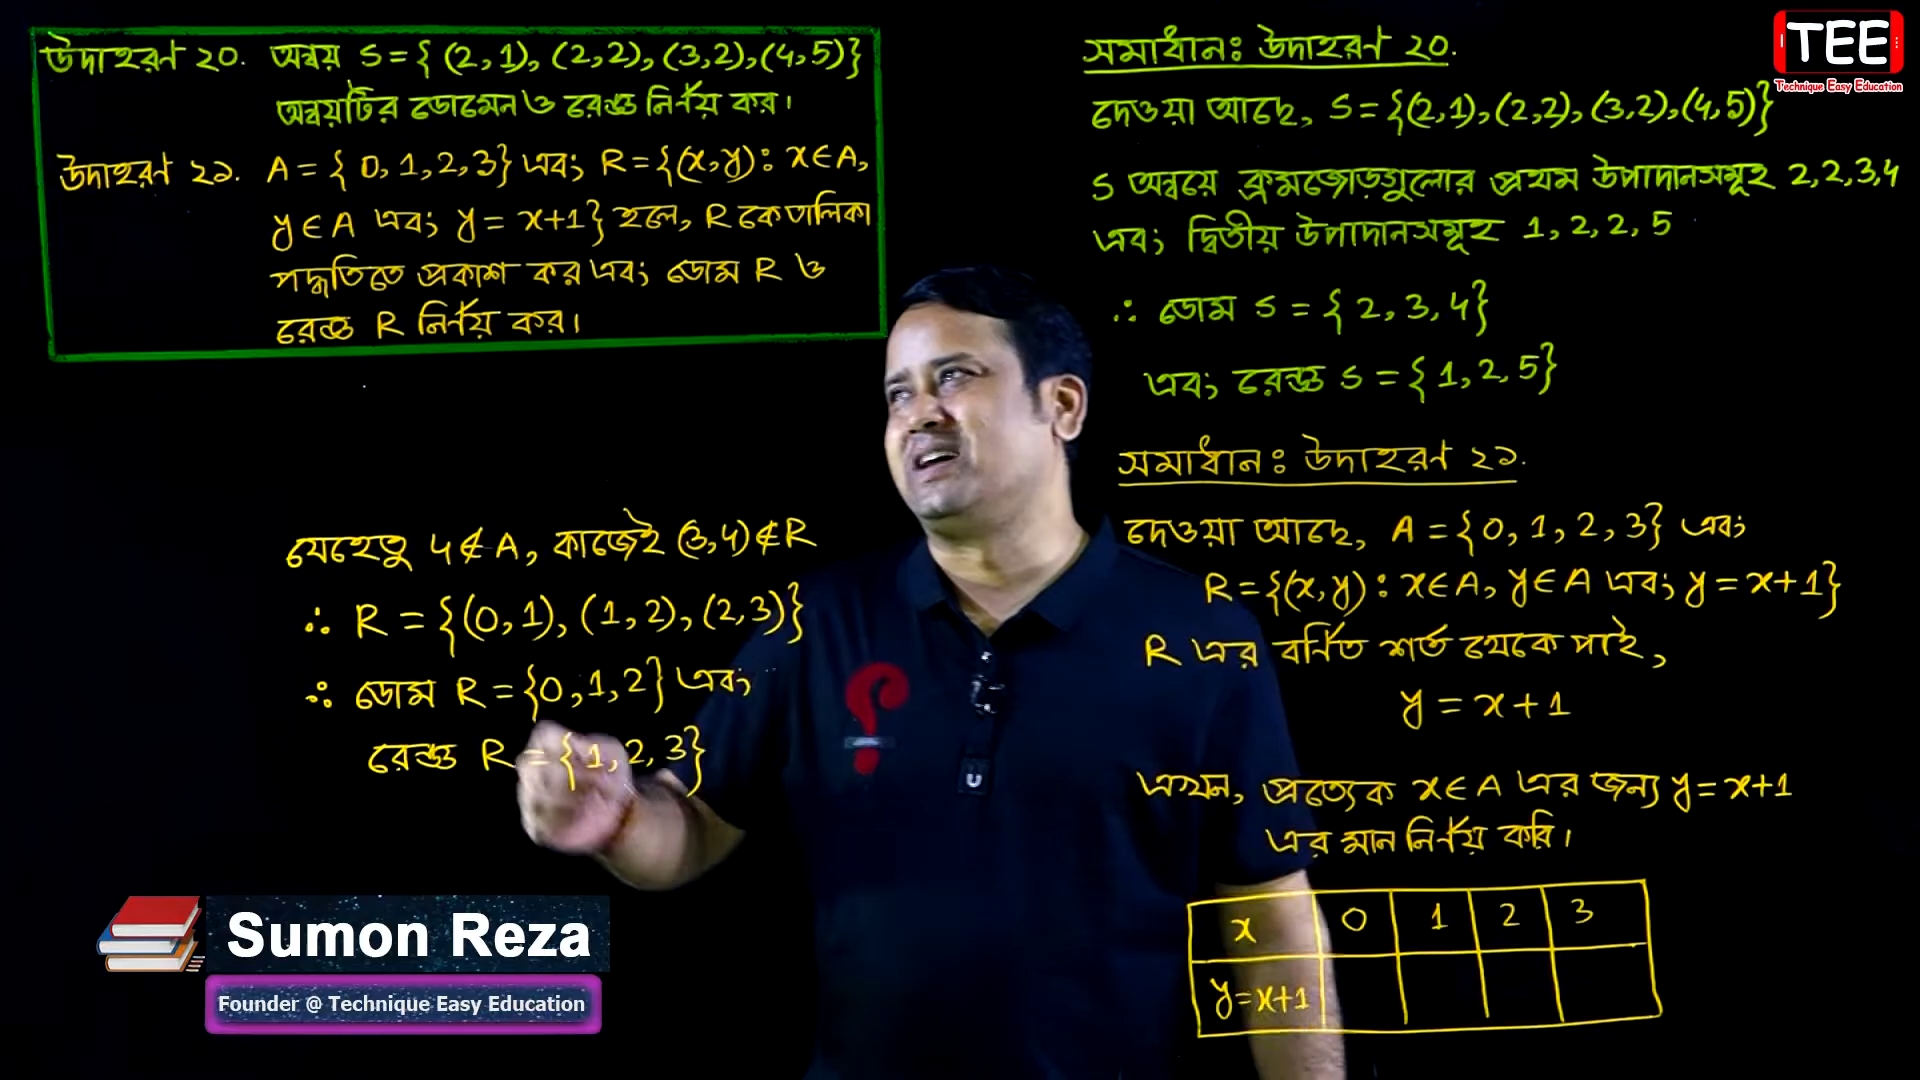 উদাহরণ ২০. অন্বয় S = { (2,1), (2,2), (3,2), (4,5)}
অন্বয়টির ডোমেন ও রেঞ্জ নির্ণয় কর।
উদাহরণ ২১. A = { 0, 1, 2, 3} এবং R = {(x,y) : x∈A,
y∈A এবং y = x+1} হলে, R কে তালিকা
পদ্ধতিতে প্রকাশ কর এবং ডোম R ও
রেঞ্জ R নির্ণয় কর।
যেহেতু 4∉A, কাজেই (3,4)∉R
∴ R = {(0,1), (1,2), (2,3)}
∴ ডোম R = {0,1,2} এবং
রেঞ্জ R = {1,2,3}
Sumon Reza
Founder @ Technique Easy Education
TEE
Technique Easy Education
সমাধান: উদাহরণ ২০.
দেওয়া আছে, S = {(2,1), (2,2), (3,2), (4,5)}
S অন্বয়ে ক্রমজোড়গুলোর প্রথম উপাদানসমূহ 2,2,3,4
এবং দ্বিতীয় উপাদানসমূহ 1, 2, 2, 5
∴ ডোম S = { 2, 3, 4}
এবং রেঞ্জ S = {1, 2, 5}
সমাধান: উদাহরণ ২১.
দেওয়া আছে, A = {0, 1, 2, 3} এবং
R = {(x,y) : x∈A, y∈A এবং y = x+1}
R এর বর্ণিত শর্ত থেকে পাই,
y = x+1
এখন, প্রত্যেক x∈A এর জন্য y = x+1
এর মান নির্ণয় করি।
x 0 1 2 3
y=x+1